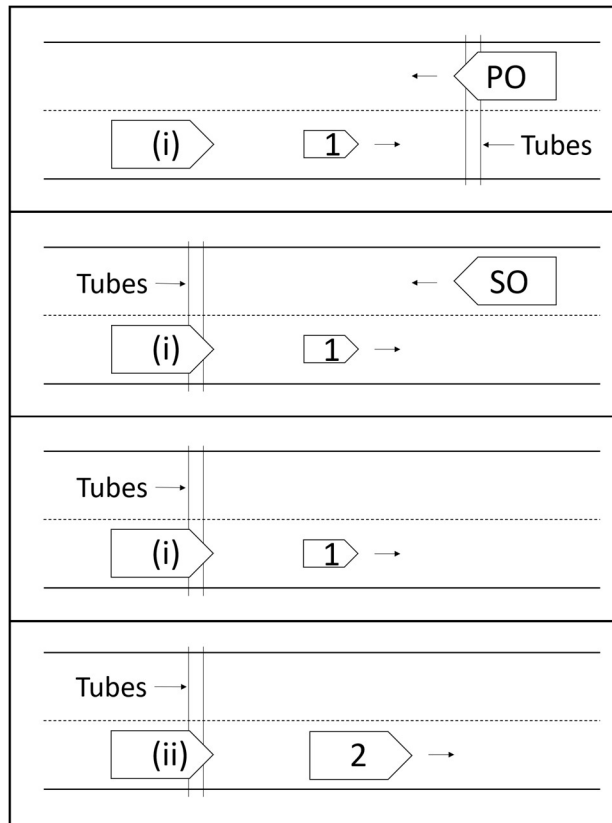 PO
(i)
1
Tubes
SO
Tubes
(i)
1
Tubes
(i)
1
Tubes
(ii)
2